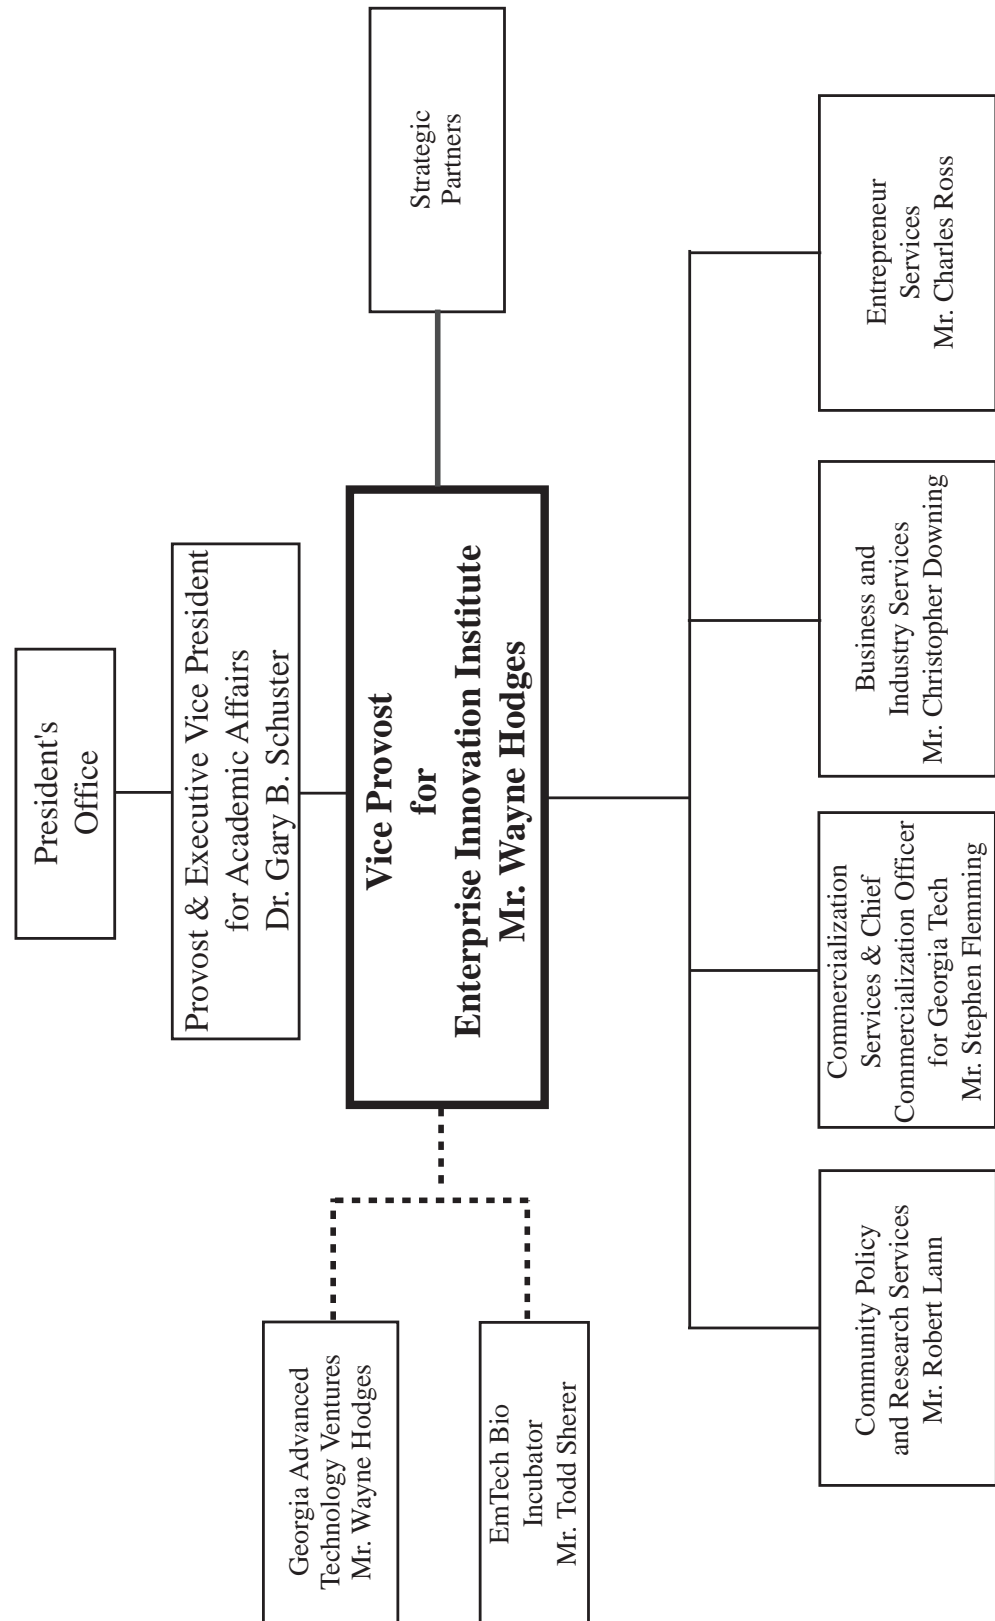 President's
Office
Provost & Executive Vice President
for Academic Affairs
Dr. Gary B. Schuster
Vice Provost
for
Enterprise Innovation Institute
Mr. Wayne Hodges
Strategic
Partners
Georgia Advanced
Technology Ventures
Mr. Wayne Hodges
EmTech Bio
Incubator
Mr. Todd Sherer
Community Policy
and Research Services
Mr. Robert Lann
Commercialization
Services & Chief
Commercialization Officer
for Georgia Tech
Mr. Stephen Flemming
Business and
Industry Services
Mr. Christopher Downing
Entrepreneur
Services
Mr. Charles Ross